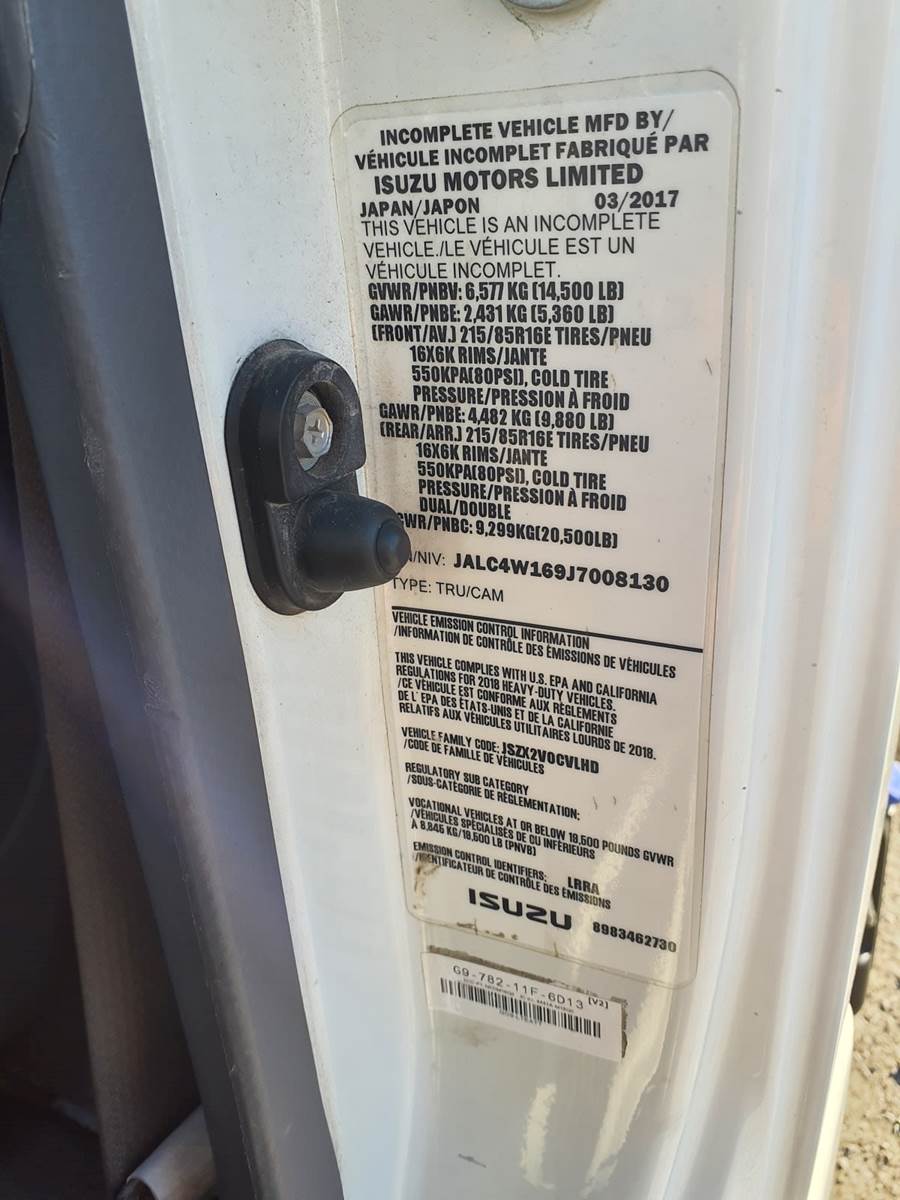 INCOMPLETE VEHICLE MFD BY/
VÉHICULE INCOMPLET FABRIQUÉ PAR
ISUZU MOTORS LIMITED
JAPAN/JAPON 03/2017
THIS VEHICLE IS AN INCOMPLETE
VEHICLE./LE VÉHICULE EST UN
VÉHICULE INCOMPLET.
GVWR/PNBV: 6,577 KG (14,500 LB)
GAWR/PNBE: 2,431 KG (5,360 LB)
(FRONT/AV.) 215/85R16E TIRES/PNEU
16X6K RIMS/JANTE
550KPA(80PSI), COLD TIRE
PRESSURE/PRESSION À FROID
GAWR/PNBE: 4,482 KG (9,880 LB)
(REAR/ARR.) 215/85R16E TIRES/PNEU
16X6K RIMS/JANTE
550KPA(80PSI), COLD TIRE
PRESSURE/PRESSION À FROID
DUAL/DOUBLE
CWR/PNBC: 9,299KG(20,500LB)
/NIV: JALC4W169J7008130
TYPE: TRU/CAM
VEHICLE EMISSION CONTROL INFORMATION
/INFORMATION DE CONTRÔLE DES ÉMISSIONS DE VÉHICULES
THIS VEHICLE COMPLIES WITH U.S. EPA AND CALIFORNIA
REGULATIONS FOR 2018 HEAVY-DUTY VEHICLES.
/CE VÉHICULE EST CONFORME AUX RÈGLEMENTS
DE L'EPA DES ÉTATS-UNIS ET DE LA CALIFORNIE
RELATIFS AUX VÉHICULES UTILITAIRES LOURDS DE 2018.
VEHICLE FAMILY CODE: JSZX2VOCVLHD
/CODE DE FAMILLE DE VÉHICULES
REGULATORY SUB CATEGORY
/SOUS-CATÉGORIE DE RÉGLEMENTATION:
VOCATIONAL VEHICLES AT OR BELOW 19,500 POUNDS GVWR
/VÉHICULES SPÉCIALISÉS DE OU INFÉRIEURS
À 8,845 KG/19,500 LB (PNVB)
EMISSION CONTROL IDENTIFIERS: LRRA
/IDENTIFICATEUR DE CONTRÔLE DES ÉMISSIONS
ISUZU 8983462730
G9-782-11F-6D13 [V2]